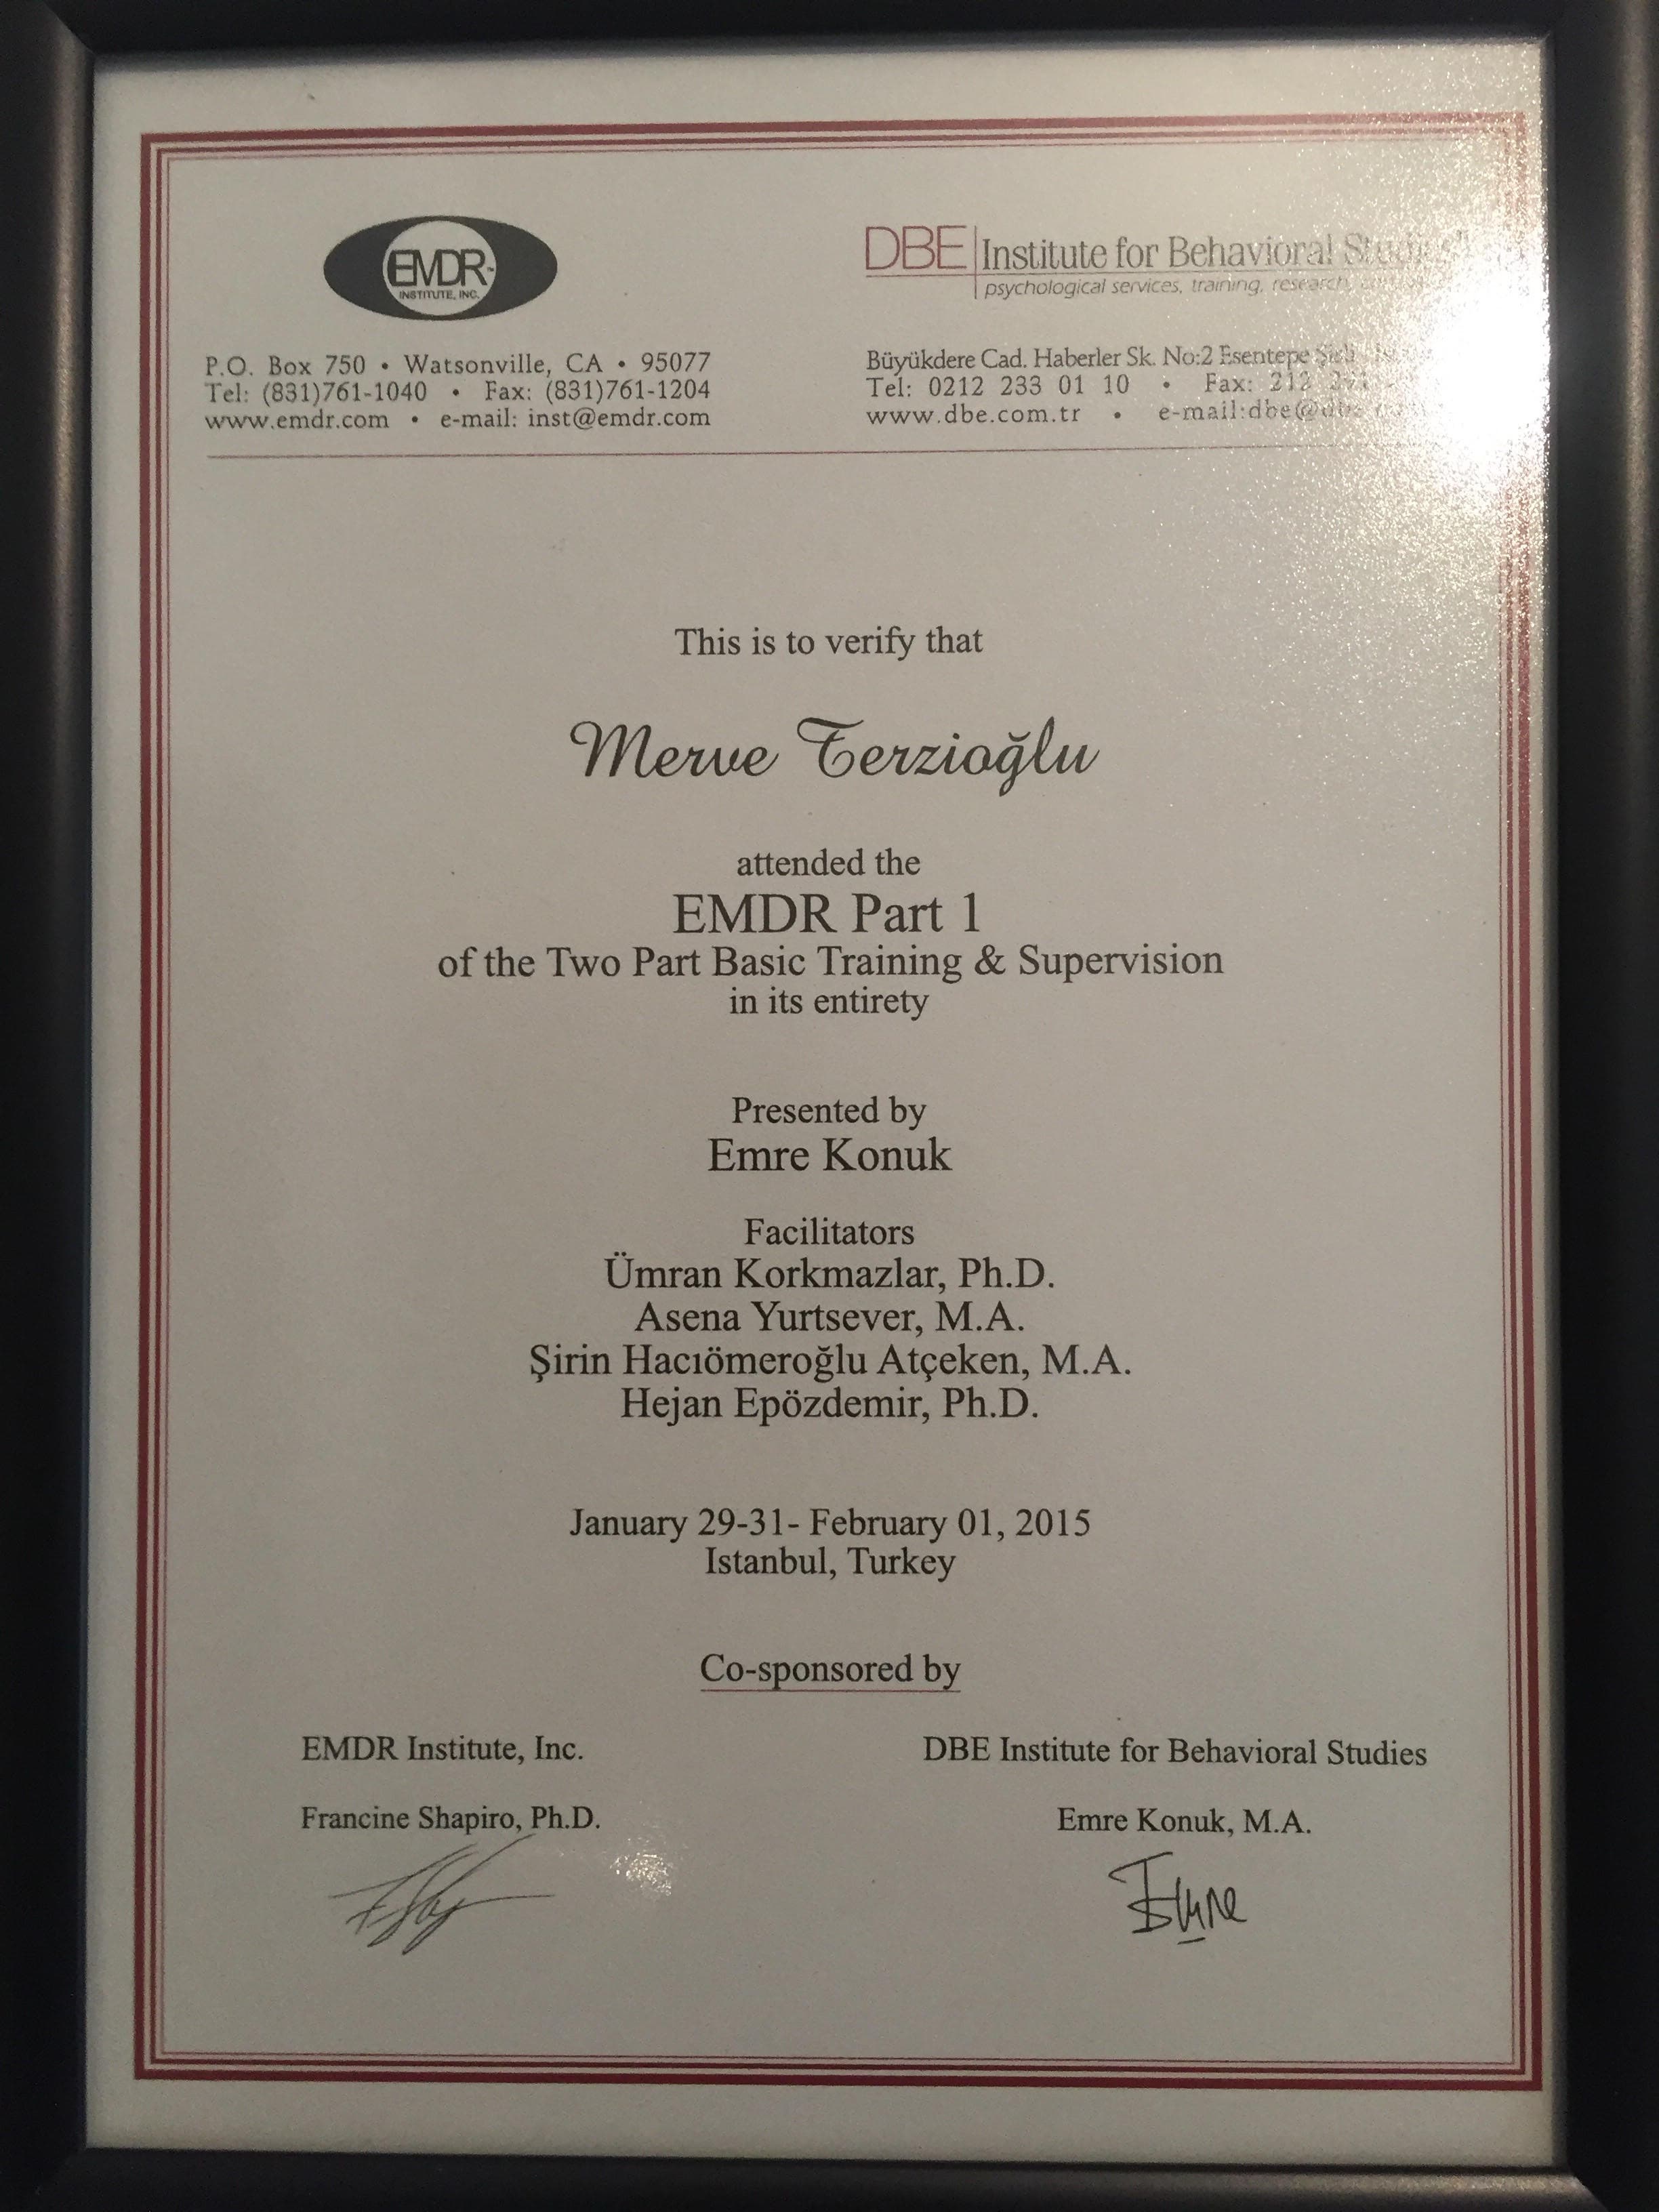 EMDR
INSTITUTE, INC.
DBE Institute for Behavioral Studies
psychological services, training, research,
P.O. Box 750 • Watsonville, CA • 95077
Tel: (831)761-1040 • Fax: (831)761-1204
www.emdr.com • e-mail: inst@emdr.com
Büyükdere Cad. Haberler Sk. No:2 Esentepe
Tel: 0212 233 01 10 • Fax: 212
www.dbe.com.tr • e-mail:dbe@
This is to verify that
Merve Terzioğlu
attended the
EMDR Part 1
of the Two Part Basic Training & Supervision
in its entirety
Presented by
Emre Konuk
Facilitators
Ümran Korkmazlar, Ph.D.
Asena Yurtsever, M.A.
Şirin Hacıömeroğlu Atçeken, M.A.
Hejan Epözdemir, Ph.D.
January 29-31- February 01, 2015
Istanbul, Turkey
Co-sponsored by
EMDR Institute, Inc.
Francine Shapiro, Ph.D.
DBE Institute for Behavioral Studies
Emre Konuk, M.A.
Emre